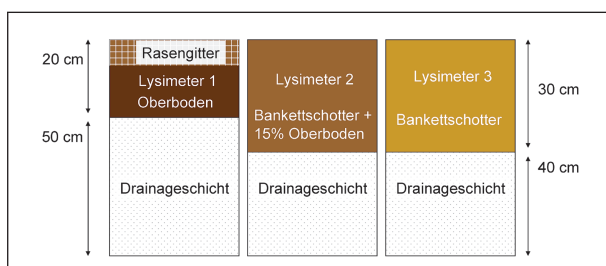 20 cm
50 cm
Rasengitter
Lysimeter 1
Oberboden
Drainageschicht
Lysimeter 2
Bankettschotter +
15% Oberboden
Drainageschicht
Lysimeter 3
Bankettschotter
Drainageschicht
30 cm
40 cm